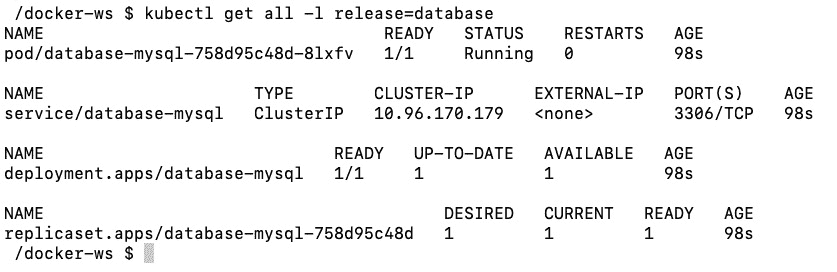 /docker-ws $ kubectl get all -l release=database
NAME READY STATUS RESTARTS AGE
pod/database-mysql-758d95c48d-8lxfv 1/1 Running 0 98s
NAME TYPE CLUSTER-IP EXTERNAL-IP PORT(S) AGE
service/database-mysql ClusterIP 10.96.170.179 <none> 3306/TCP 98s
NAME READY UP-TO-DATE AVAILABLE AGE
deployment.apps/database-mysql 1/1 1 1 98s
NAME DESIRED CURRENT READY AGE
replicaset.apps/database-mysql-758d95c48d 1 1 1 98s
/docker-ws $